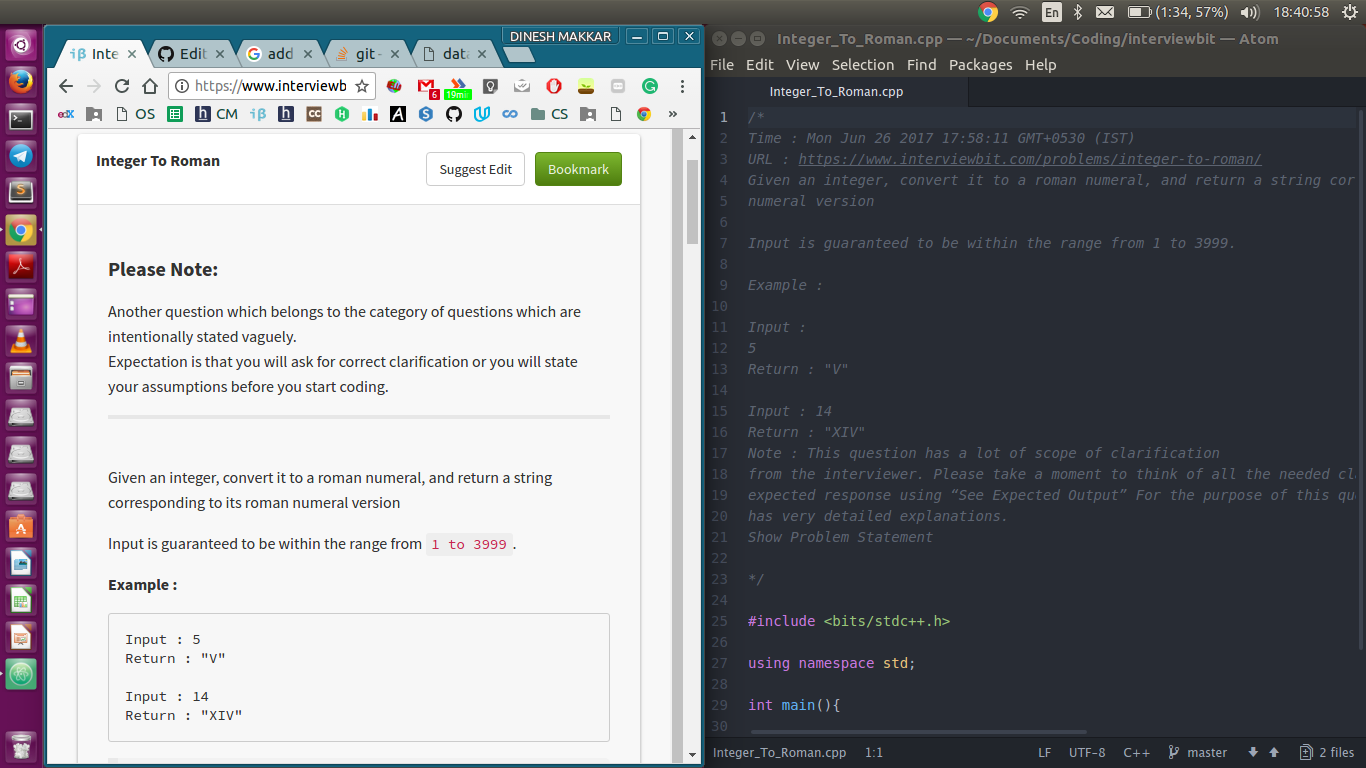 En
(1:34, 57%)
18:40:58
DINESH MAKKAR
Inte
Edit
add
git-
data
https://www.interviewb
6
19ms
edX
OS
CM
CS
»
Integer To Roman
Suggest Edit
Bookmark
Please Note:
Another question which belongs to the category of questions which are
intentionally stated vaguely.
Expectation is that you will ask for correct clarification or you will state
your assumptions before you start coding.
Given an integer, convert it to a roman numeral, and return a string
corresponding to its roman numeral version
Input is guaranteed to be within the range from 1 to 3999.
Example :
Input : 5
Return : "V"
Input : 14
Return : "XIV"
Integer_To_Roman.cpp — ~/Documents/Coding/interviewbit — Atom
File Edit View Selection Find Packages Help
Integer_To_Roman.cpp
1 /*
2 Time : Mon Jun 26 2017 17:58:11 GMT+0530 (IST)
3 URL : https://www.interviewbit.com/problems/integer-to-roman/
4 Given an integer, convert it to a roman numeral, and return a string cor
5 numeral version
6
7 Input is guaranteed to be within the range from 1 to 3999.
8
9 Example :
10
11 Input :
12 5
13 Return : "V"
14
15 Input : 14
16 Return : "XIV"
17 Note : This question has a lot of scope of clarification
18 from the interviewer. Please take a moment to think of all the needed cl
19 expected response using “See Expected Output” For the purpose of this que
20 has very detailed explanations.
21 Show Problem Statement
22
23 */
24
25 #include <bits/stdc++.h>
26
27 using namespace std;
28
29 int main(){
30
Integer_To_Roman.cpp 1:1
LF UTF-8 C++ master 2 files